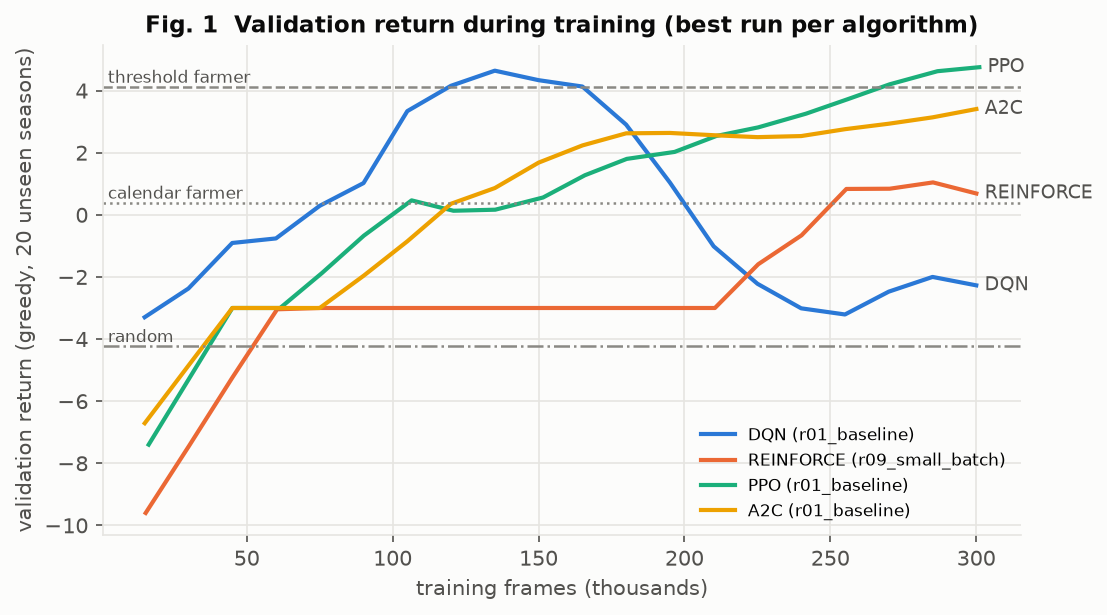 Fig. 1  Validation return during training (best run per algorithm)
validation return (greedy, 20 unseen seasons)
4
2
0
−2
−4
−6
−8
−10
threshold farmer
calendar farmer
random
PPO
A2C
REINFORCE
DQN
DQN (r01_baseline)
REINFORCE (r09_small_batch)
PPO (r01_baseline)
A2C (r01_baseline)
50 100 150 200 250 300
training frames (thousands)